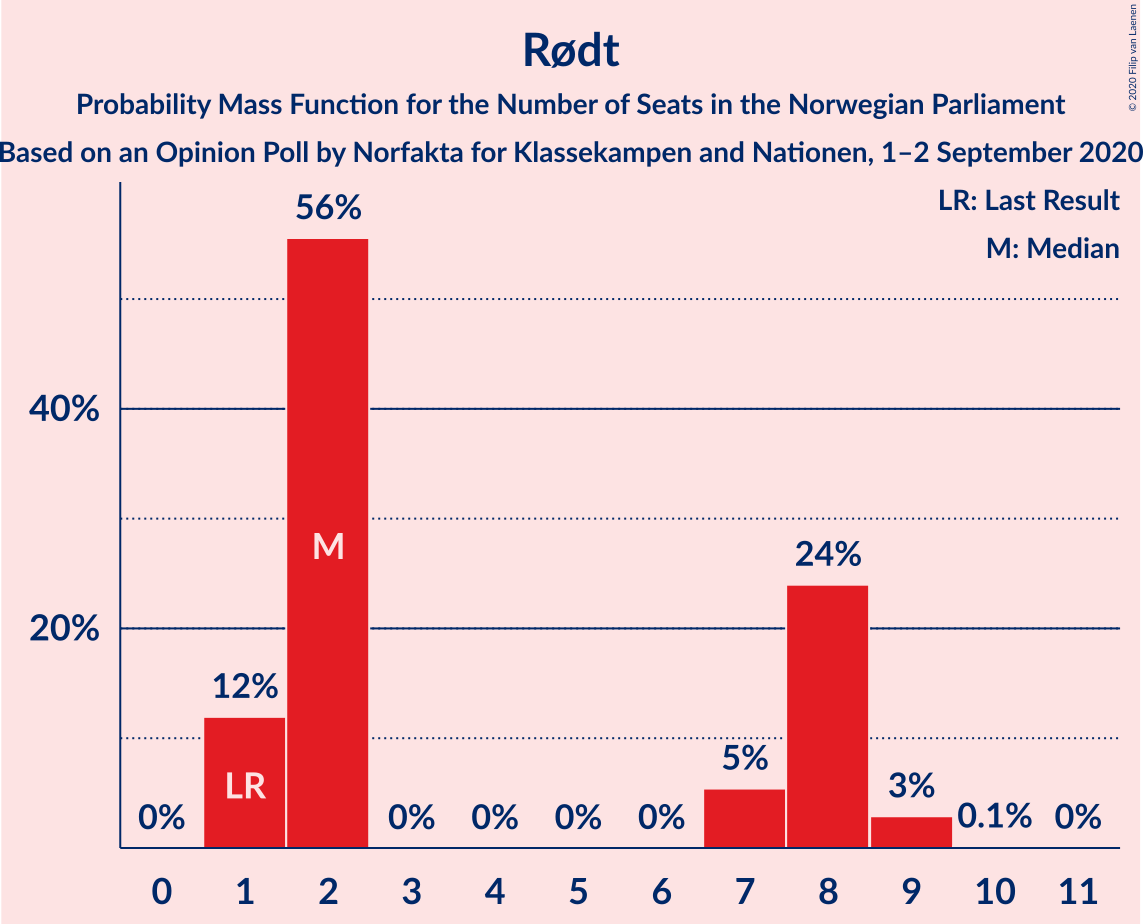 © 2020 Filip van Laenen
Rødt
Probability Mass Function for the Number of Seats in the Norwegian Parliament
Based on an Opinion Poll by Norfakta for Klassekampen and Nationen, 1–2 September 2020
LR: Last Result
M: Median
56%
40%
M
24%
20%
12%
5%
LR
3%
0%
0%
0%
0%
0%
0.1%
0%
0 1 2 3 4 5 6 7 8 9 10 11